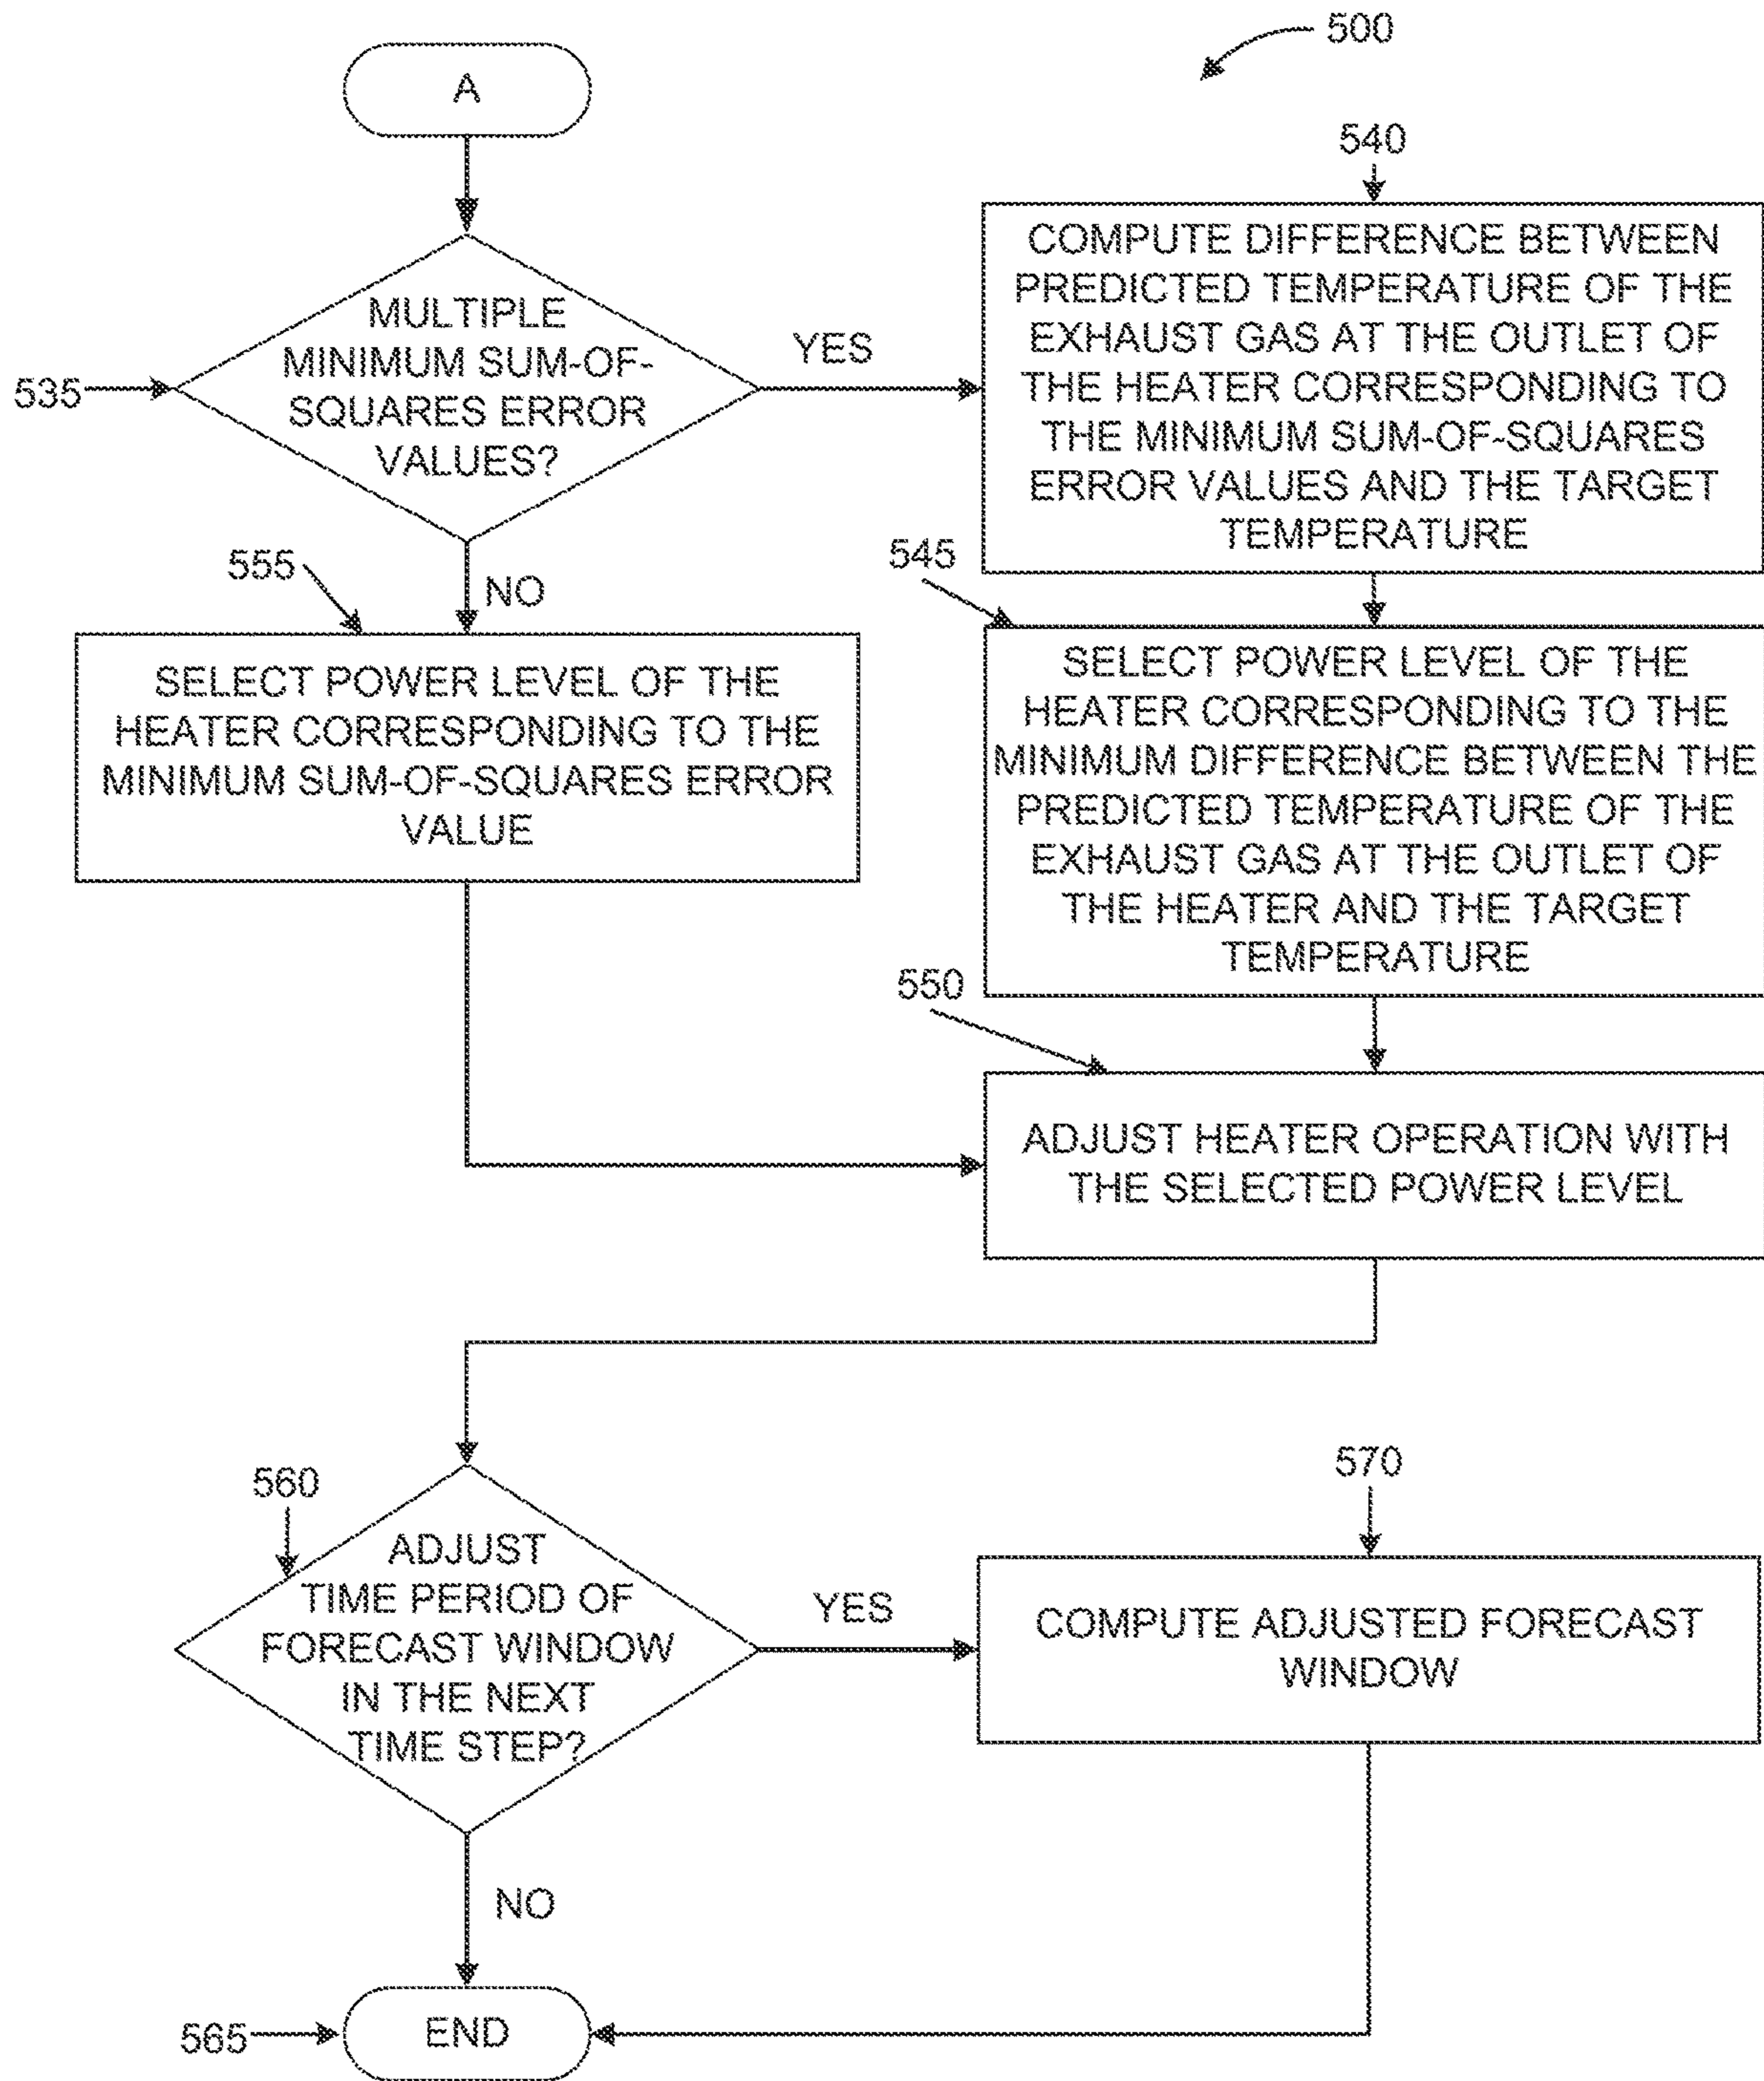 500
A
540
COMPUTE DIFFERENCE BETWEEN
PREDICTED TEMPERATURE OF THE
EXHAUST GAS AT THE OUTLET OF
THE HEATER CORRESPONDING TO
THE MINIMUM SUM-OF-SQUARES
ERROR VALUES AND THE TARGET
TEMPERATURE
MULTIPLE
MINIMUM SUM-OF-
SQUARES ERROR
VALUES?
YES
535
NO
555
SELECT POWER LEVEL OF THE
HEATER CORRESPONDING TO THE
MINIMUM SUM-OF-SQUARES ERROR
VALUE
545
SELECT POWER LEVEL OF THE
HEATER CORRESPONDING TO THE
MINIMUM DIFFERENCE BETWEEN THE
PREDICTED TEMPERATURE OF THE
EXHAUST GAS AT THE OUTLET OF
THE HEATER AND THE TARGET
TEMPERATURE
550
ADJUST HEATER OPERATION WITH
THE SELECTED POWER LEVEL
560
ADJUST
TIME PERIOD OF
FORECAST WINDOW
IN THE NEXT
TIME STEP?
YES
570
COMPUTE ADJUSTED FORECAST
WINDOW
NO
565
END